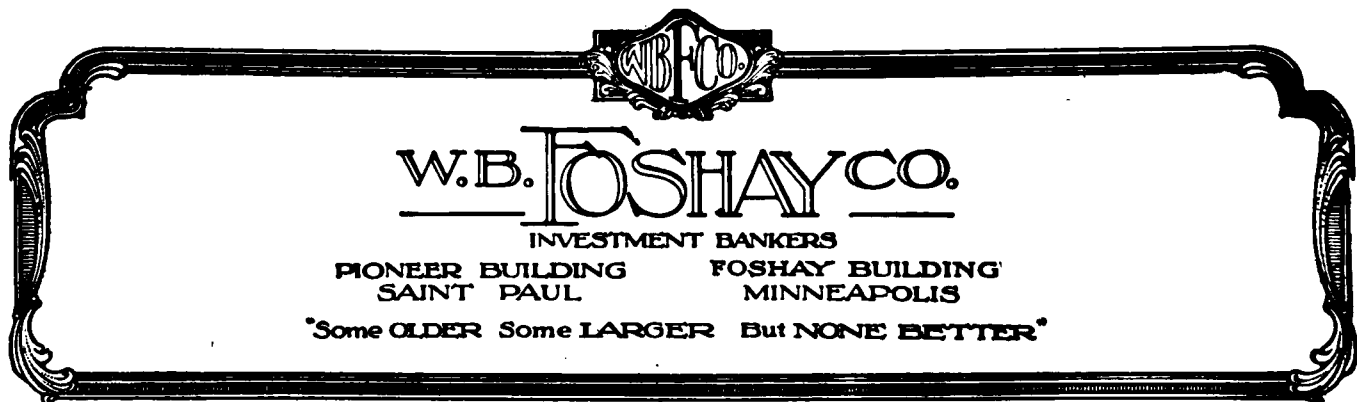 WBFCO.
W.B. FOSHAY CO.
INVESTMENT BANKERS
PIONEER BUILDING FOSHAY BUILDING
SAINT PAUL MINNEAPOLIS
"Some OLDER Some LARGER But NONE BETTER"